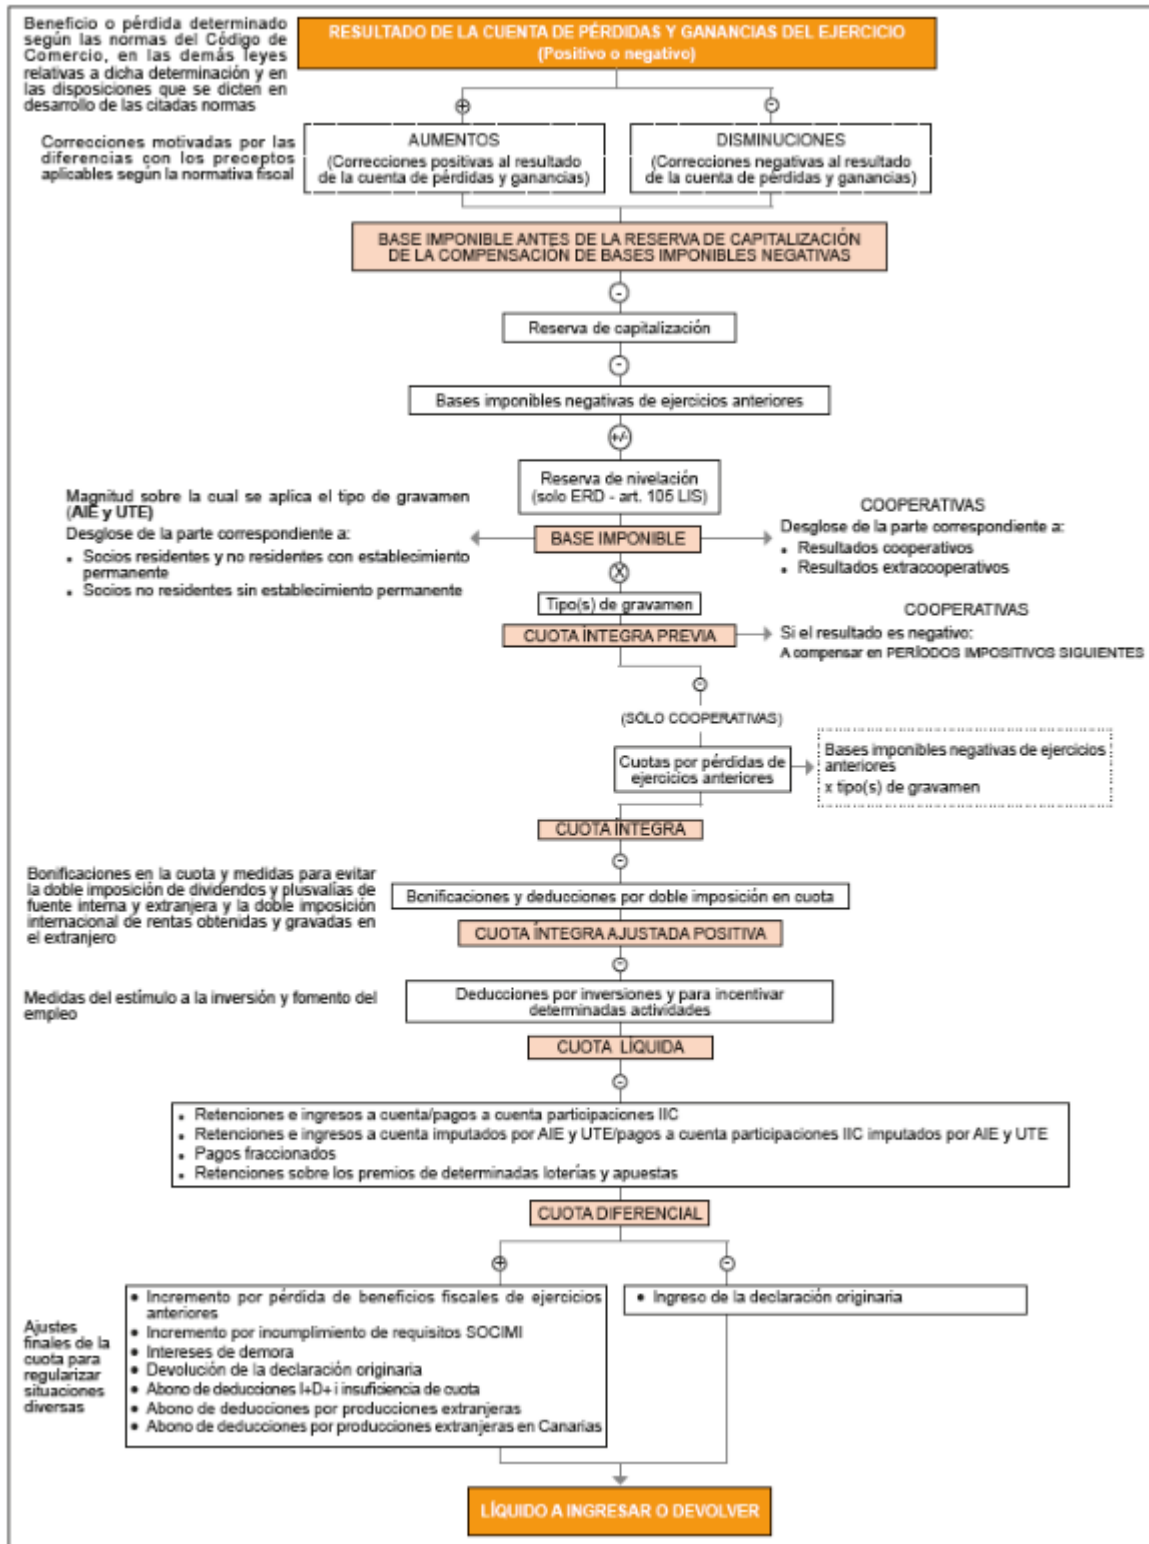 Beneficio o pérdida determinado
según las normas del Código de
Comercio, en las demás leyes
relativas a dicha determinación y en
las disposiciones que se dicten en
desarrollo de las citadas normas
RESULTADO DE LA CUENTA DE PÉRDIDAS Y GANANCIAS DEL EJERCICIO
(Positivo o negativo)
+
-
Correcciones motivadas por las
diferencias con los preceptos
aplicables según la normativa fiscal
AUMENTOS
(Correcciones positivas al resultado
de la cuenta de pérdidas y ganancias)
DISMINUCIONES
(Correcciones negativas al resultado
de la cuenta de pérdidas y ganancias)
BASE IMPONIBLE ANTES DE LA RESERVA DE CAPITALIZACIÓN
DE LA COMPENSACIÓN DE BASES IMPONIBLES NEGATIVAS
-
Reserva de capitalización
-
Bases imponibles negativas de ejercicios anteriores
+/-
Reserva de nivelación
(solo ERD - art. 105 LIS)
Magnitud sobre la cual se aplica el tipo de gravamen
(AIE y UTE)
Desglose de la parte correspondiente a:
• Socios residentes y no residentes con establecimiento
permanente
• Socios no residentes sin establecimiento permanente
BASE IMPONIBLE
COOPERATIVAS
Desglose de la parte correspondiente a:
• Resultados cooperativos
• Resultados extracooperativos
X
Tipo(s) de gravamen
CUOTA ÍNTEGRA PREVIA
COOPERATIVAS
Si el resultado es negativo:
A compensar en PERÍODOS IMPOSITIVOS SIGUIENTES
-
(SÓLO COOPERATIVAS)
Cuotas por pérdidas de
ejercicios anteriores
Bases imponibles negativas de ejercicios
anteriores
x tipo(s) de gravamen
CUOTA ÍNTEGRA
-
Bonificaciones en la cuota y medidas para evitar
la doble imposición de dividendos y plusvalías de
fuente interna y extranjera y la doble imposición
internacional de rentas obtenidas y gravadas en
el extranjero
Bonificaciones y deducciones por doble imposición en cuota
CUOTA ÍNTEGRA AJUSTADA POSITIVA
-
Medidas del estímulo a la inversión y fomento del
empleo
Deducciones por inversiones y para incentivar
determinadas actividades
CUOTA LÍQUIDA
-
• Retenciones e ingresos a cuenta/pagos a cuenta participaciones IIC
• Retenciones e ingresos a cuenta imputados por AIE y UTE/pagos a cuenta participaciones IIC imputados por AIE y UTE
• Pagos fraccionados
• Retenciones sobre los premios de determinadas loterías y apuestas
CUOTA DIFERENCIAL
+
-
Ajustes
finales de la
cuota para
regularizar
situaciones
diversas
• Incremento por pérdida de beneficios fiscales de ejercicios
anteriores
• Incremento por incumplimiento de requisitos SOCIMI
• Intereses de demora
• Devolución de la declaración originaria
• Abono de deducciones I+D+ i insuficiencia de cuota
• Abono de deducciones por producciones extranjeras
• Abono de deducciones por producciones extranjeras en Canarias
• Ingreso de la declaración originaria
LÍQUIDO A INGRESAR O DEVOLVER